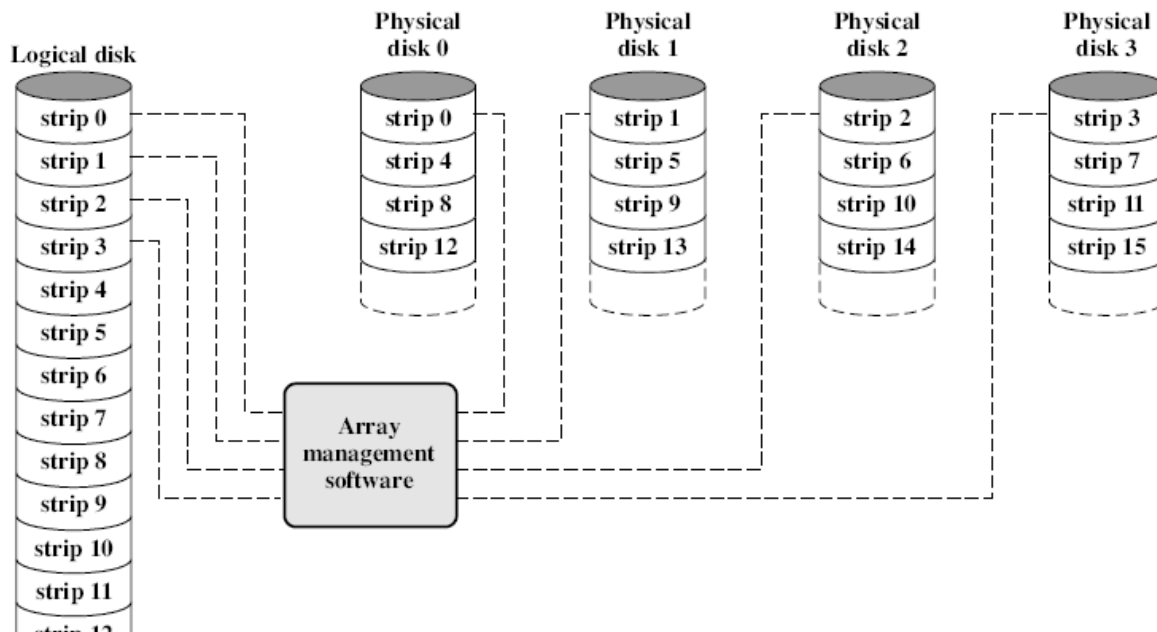 Logical disk
strip 0
strip 1
strip 2
strip 3
strip 4
strip 5
strip 6
strip 7
strip 8
strip 9
strip 10
strip 11
strip 12
Physical
disk 0
strip 0
strip 4
strip 8
strip 12
Physical
disk 1
strip 1
strip 5
strip 9
strip 13
Physical
disk 2
strip 2
strip 6
strip 10
strip 14
Physical
disk 3
strip 3
strip 7
strip 11
strip 15
Array
management
software